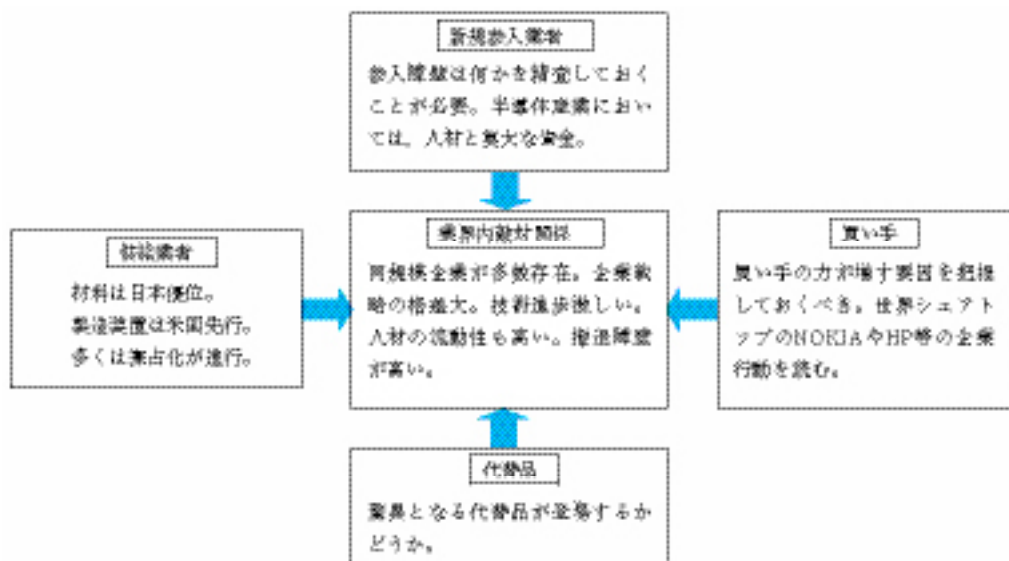 新規参入業者
参入障壁は何かを精査しておく
ことが必要。半導体産業におい
ては、人材と莫大な資金。
供給業者
材料は日本優位。
製造装置は米国先行。
多くは寡占化が進行。
業界内敵対関係
同規模企業が多数存在。企業戦
略の格差大。技術進歩激しい。
人材の流動性も高い。撤退障壁
が高い。
買い手
買い手の力が増す要因を把握
しておくべき。世界シェアト
ップのNOKIAやHP等の企業
行動を読む。
代替品
驚異となる代替品が登場するか
どうか。